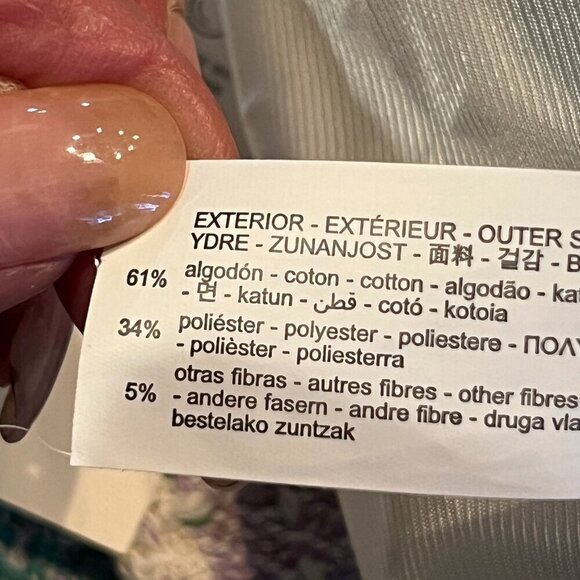 EXTERIOR - EXTÉRIEUR - OUTER S
YDRE - ZUNANJOST - 面料 - 겉감 - B
61% algodón - coton - cotton - algodão - kat
- 면 - katun - قطن - cotó - kotoia
34% poliéster - polyester - poliestere - ΠΟΛΥ
- polièster - poliesterra
5% otras fibras - autres fibres - other fibres
- andere fasern - andre fibre - druga vla
bestelako zuntzak